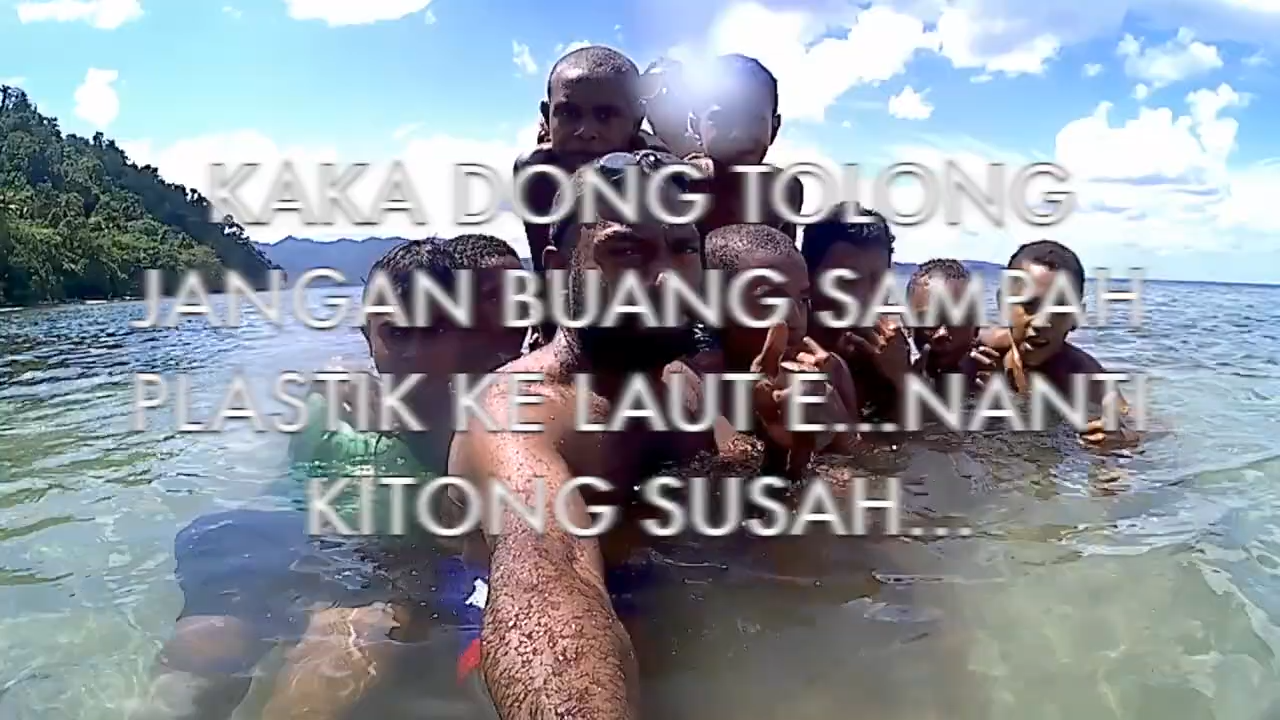 KAKA DONG TOLONG
JANGAN BUANG SAMPAH
PLASTIK KE LAUT E...NANTI
KITONG SUSAH...